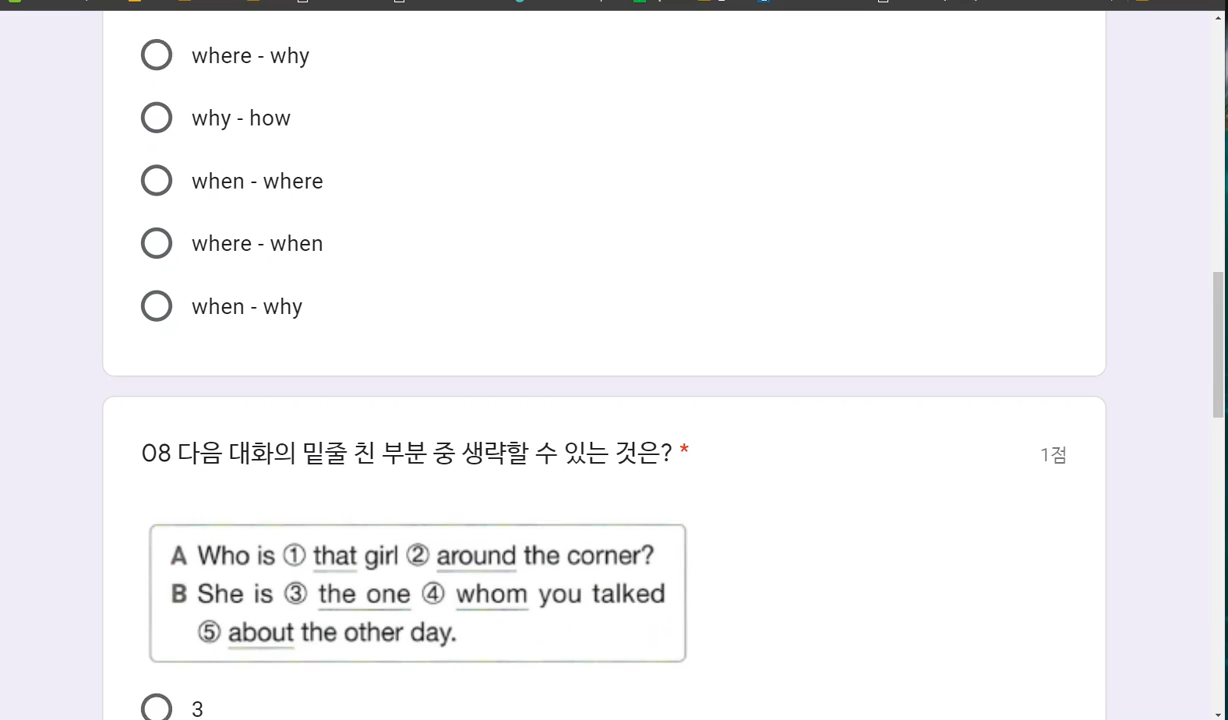 where - why
why - how
when - where
where - when
when - why
08 다음 대화의 밑줄 친 부분 중 생략할 수 있는 것은? *
1점
A Who is ① that girl ② around the corner?
B She is ③ the one ④ whom you talked
⑤ about the other day.
3